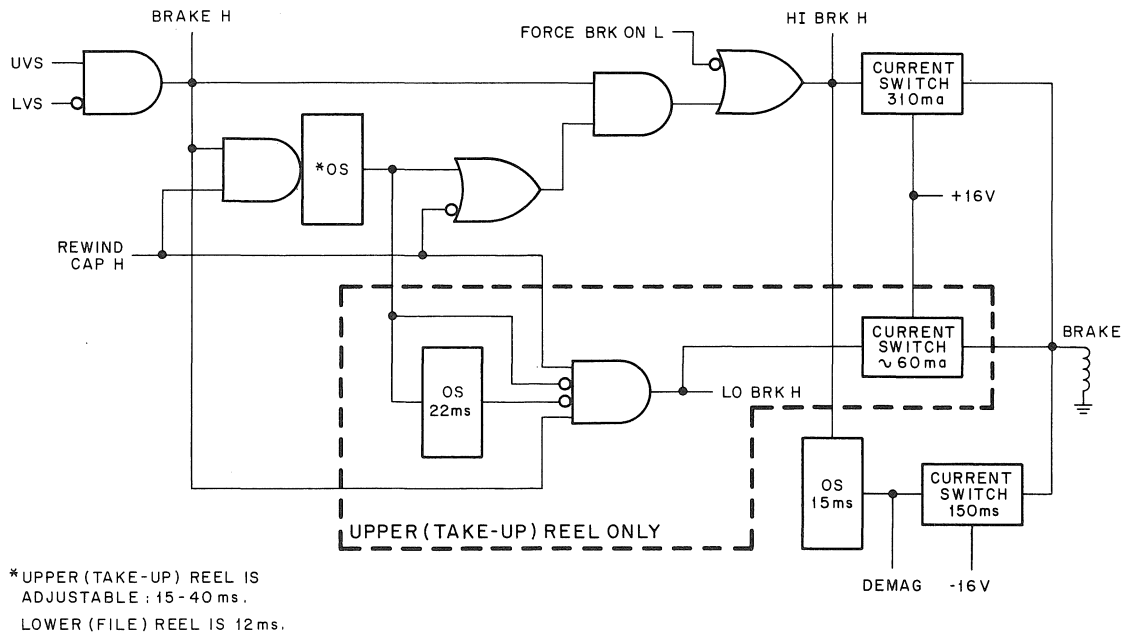 BRAKE H
HI BRK H
FORCE BRK ON L
UVS
LVS
CURRENT
SWITCH
310ma
*OS
+16V
REWIND
CAP H
CURRENT
SWITCH
~60ma
BRAKE
OS
22ms
LO BRK H
OS
15ms
CURRENT
SWITCH
150ms
UPPER (TAKE-UP) REEL ONLY
DEMAG
-16V
*UPPER (TAKE-UP) REEL IS
ADJUSTABLE : 15-40 ms.
LOWER (FILE) REEL IS 12ms.